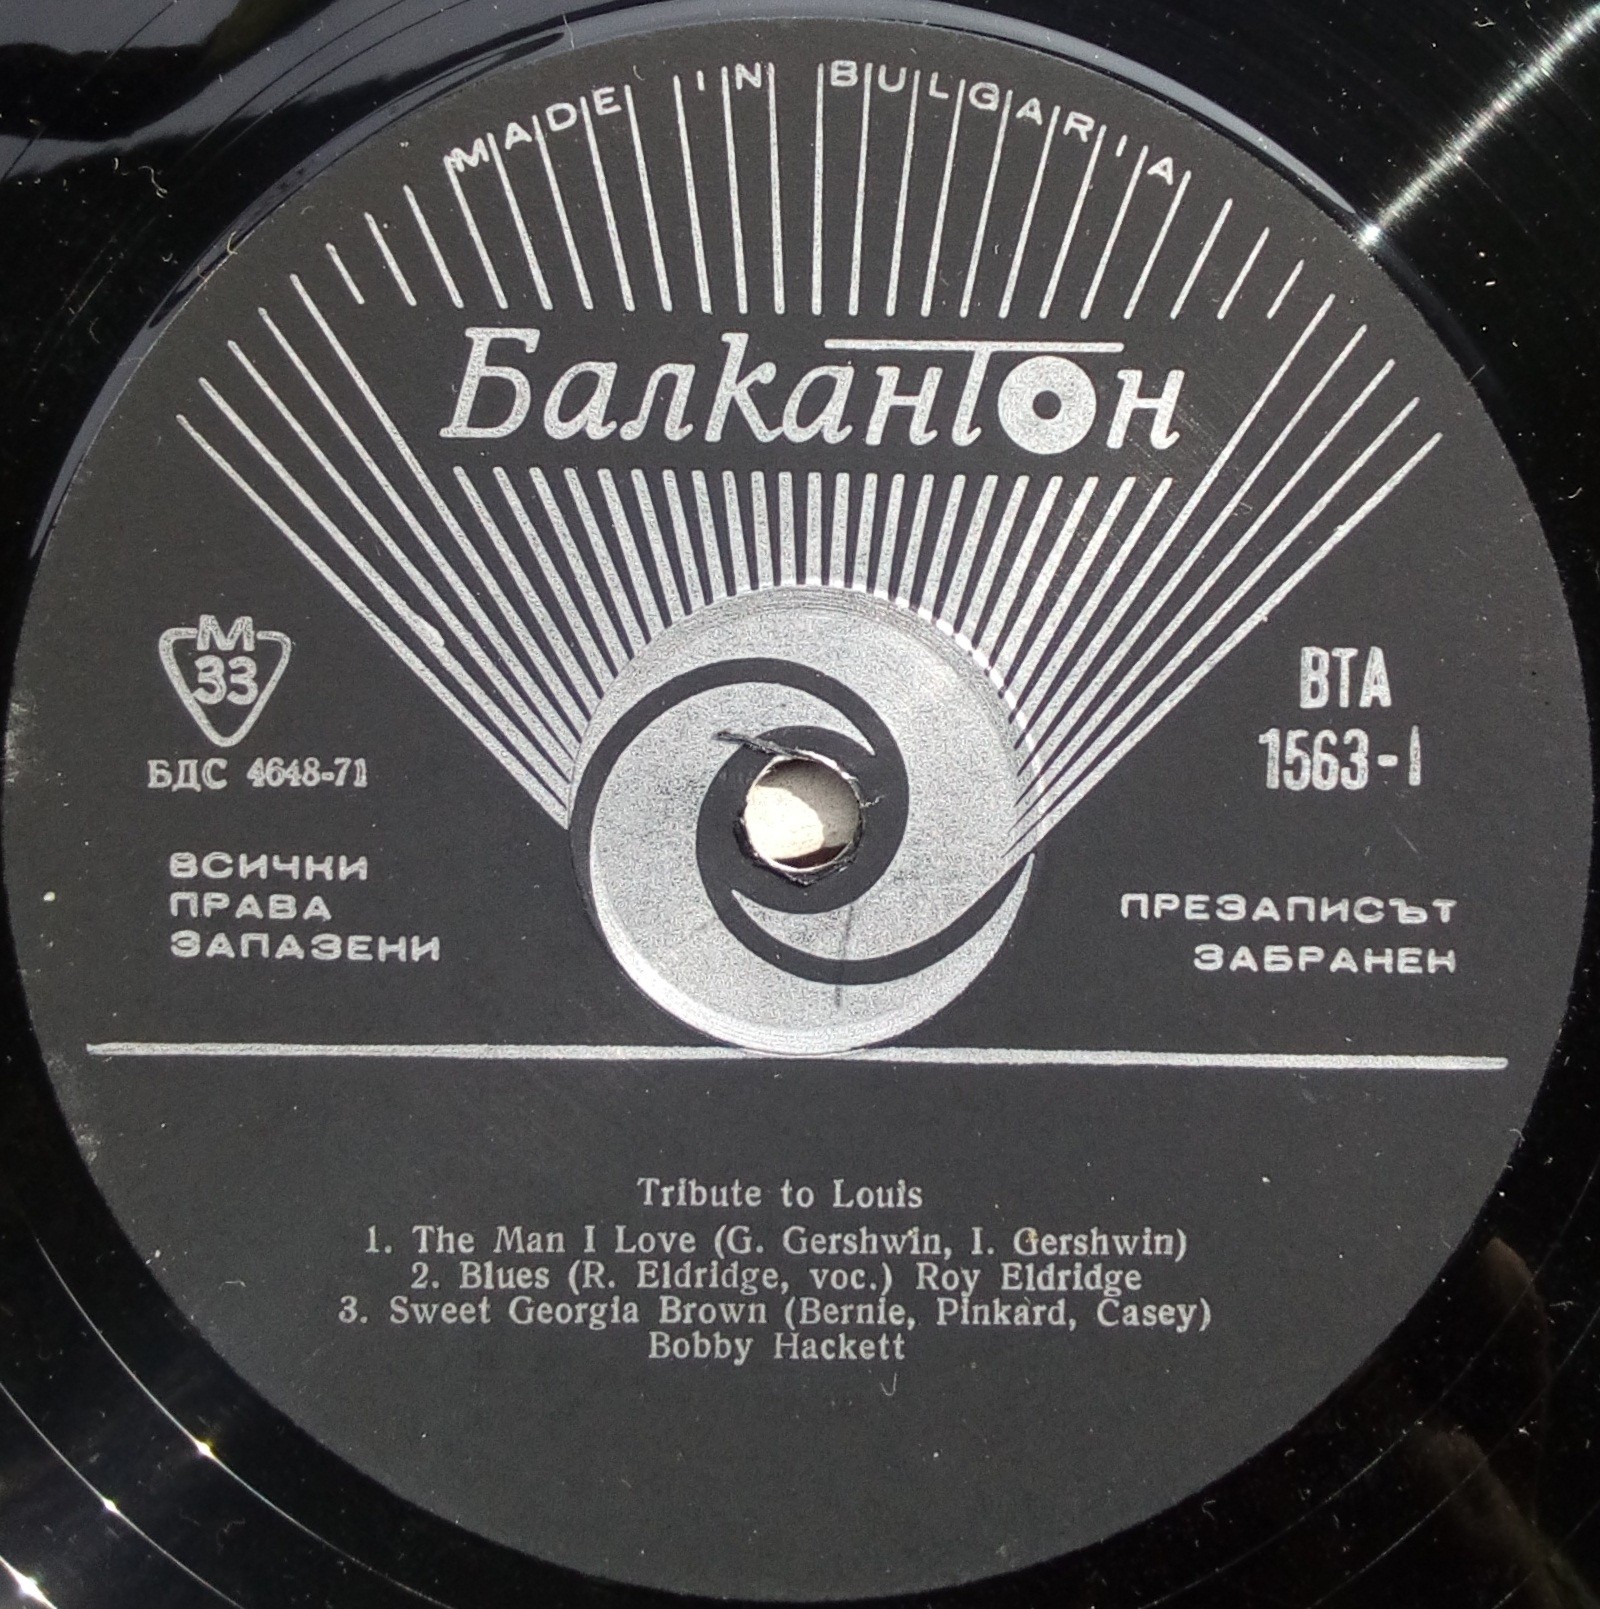 MADE IN BULGARIA
Балкантон
М
33
БДС 4648-71
ВТА
1563-I
ВСИЧКИ
ПРАВА
ЗАПАЗЕНИ
ПРЕЗАПИСЪТ
ЗАБРАНЕН
Tribute to Louis
1. The Man I Love (G. Gershwin, I. Gershwin)
2. Blues (R. Eldridge, voc.) Roy Eldridge
3. Sweet Georgia Brown (Bernie, Pinkard, Casey)
Bobby Hackett